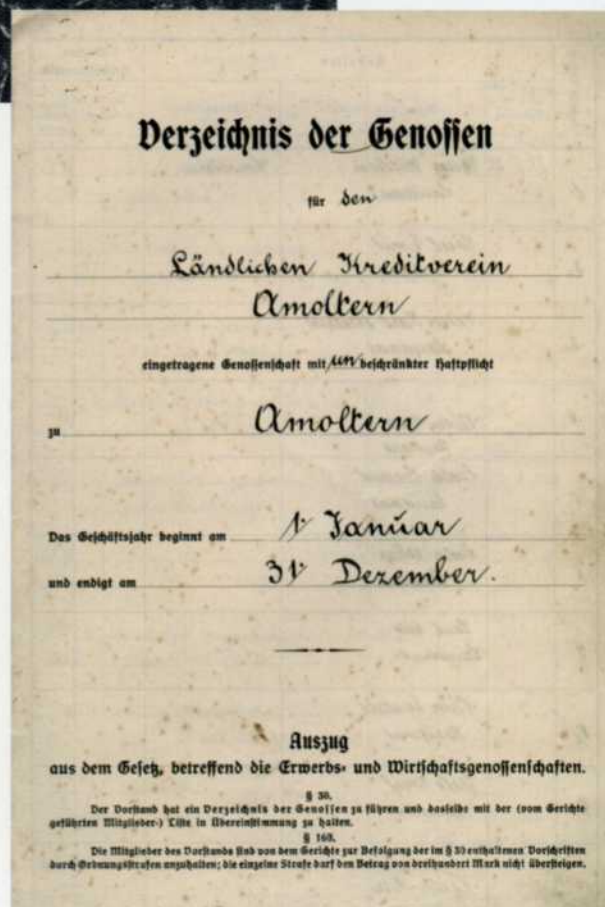 Verzeichnis der Genossen
für den
Ländlichen Kreditverein
Amoltern
eingetragene Genossenschaft mit unbeschränkter Haftpflicht
zu Amoltern
Das Geschäftsjahr beginnt am 1. Januar
und endigt am 31. Dezember.
Auszug
aus dem Gesetz, betreffend die Erwerbs- und Wirtschaftsgenossenschaften.
§ 30.
Der Vorstand hat ein Verzeichnis der Genossen zu führen und dasselbe mit der (vom Gerichte
geführten Mitglieder-) Liste in Übereinstimmung zu halten.
§ 160.
Die Mitglieder des Vorstands sind von dem Gerichte zur Befolgung der im § 30 enthaltenen Vorschriften
durch Ordnungsstrafen anzuhalten; die einzelne Strafe darf den Betrag von dreihundert Mark nicht übersteigen.